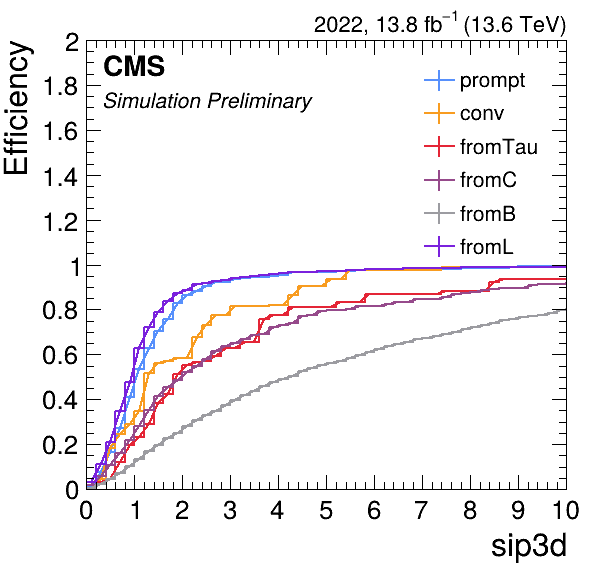 2022, 13.8 fb⁻¹ (13.6 TeV)
Efficiency
CMS
Simulation Preliminary
prompt
conv
fromTau
fromC
fromB
fromL
2
1.8
1.6
1.4
1.2
1
0.8
0.6
0.4
0.2
0
0 1 2 3 4 5 6 7 8 9 10
sip3d